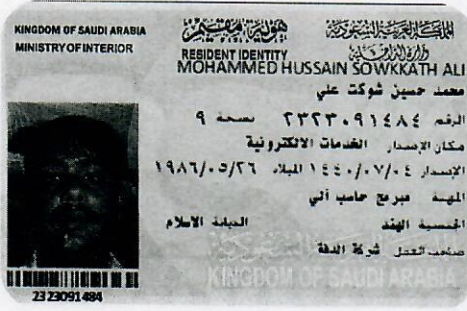 KINGDOM OF SAUDI ARABIA
MINISTRY OF INTERIOR
هوية مقيم
المملكة العربية السعودية
وزارة الداخلية
RESIDENT IDENTITY
MOHAMMED HUSSAIN SOWKKATH ALI
محمد حسين شوكت علي
الرقم ٢٣٢٣٠٩١٤٨٤ نسخة ٩
مكان الإصدار الخدمات الالكترونية
الإصدار ١٤٤٠/٠٧/٠٤ الميلاد ١٩٨٦/٠٥/٢٦
المهنة مبرمج حاسب آلي
الجنسية الهند الديانة الاسلام
صاحب العمل شركة الدقة
KINGDOM OF SAUDI ARABIA
2323091484